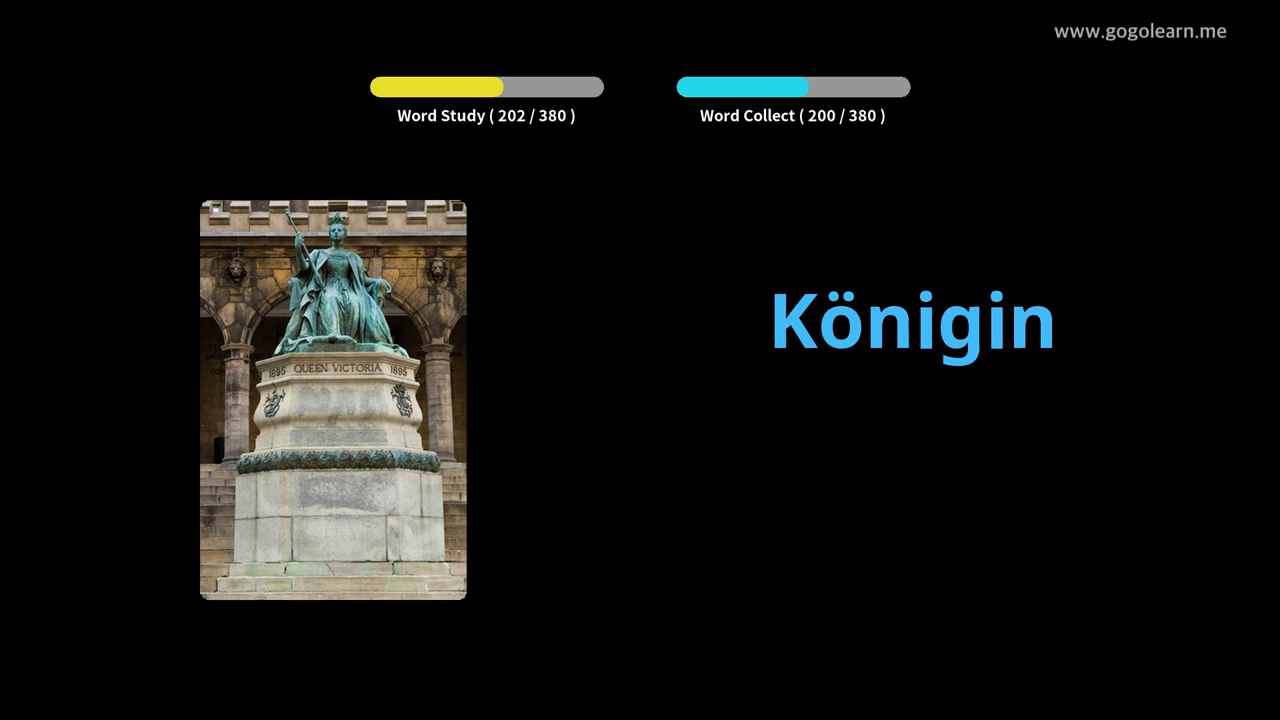 www.gogolearn.me
Word Study ( 202 / 380 )
Word Collect ( 200 / 380 )
Königin
1895 QUEEN VICTORIA 1895